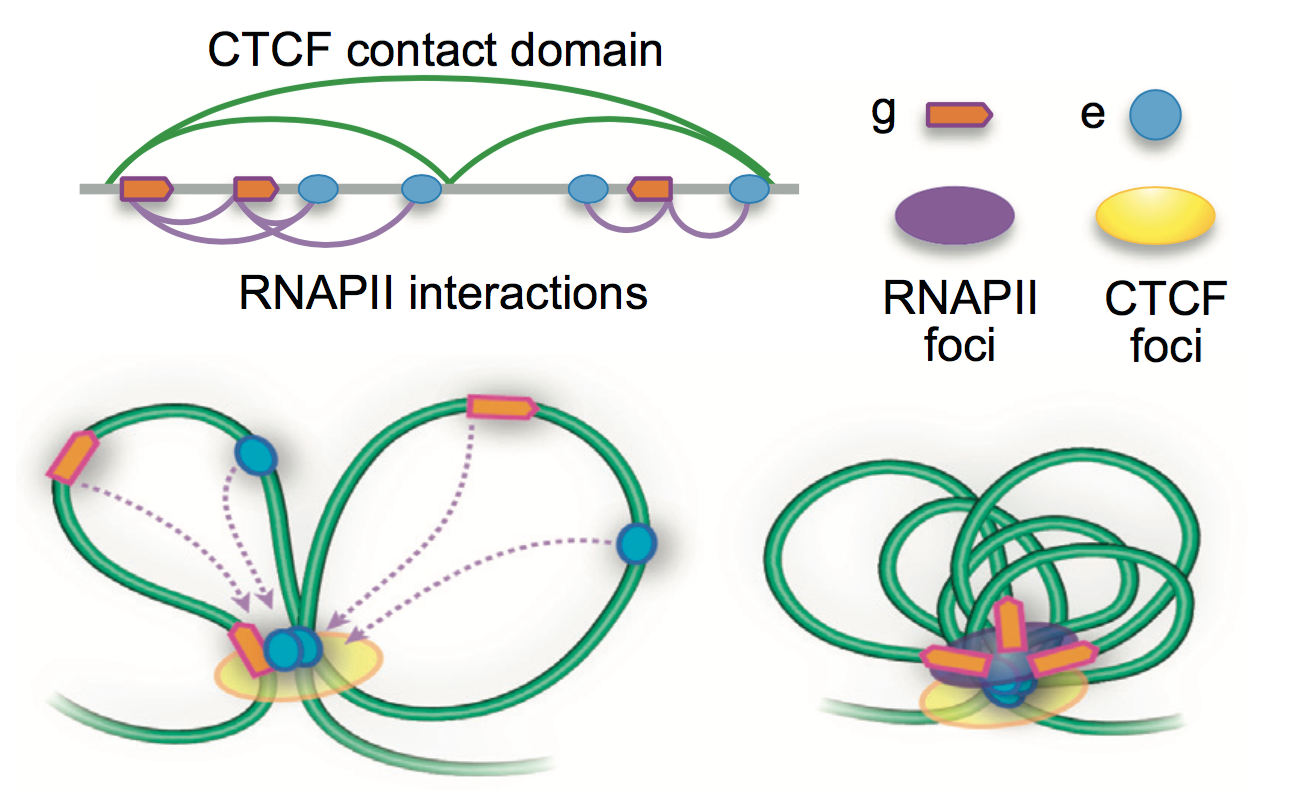 CTCF contact domain
g
e
RNAPII interactions
RNAPII
foci
CTCF
foci